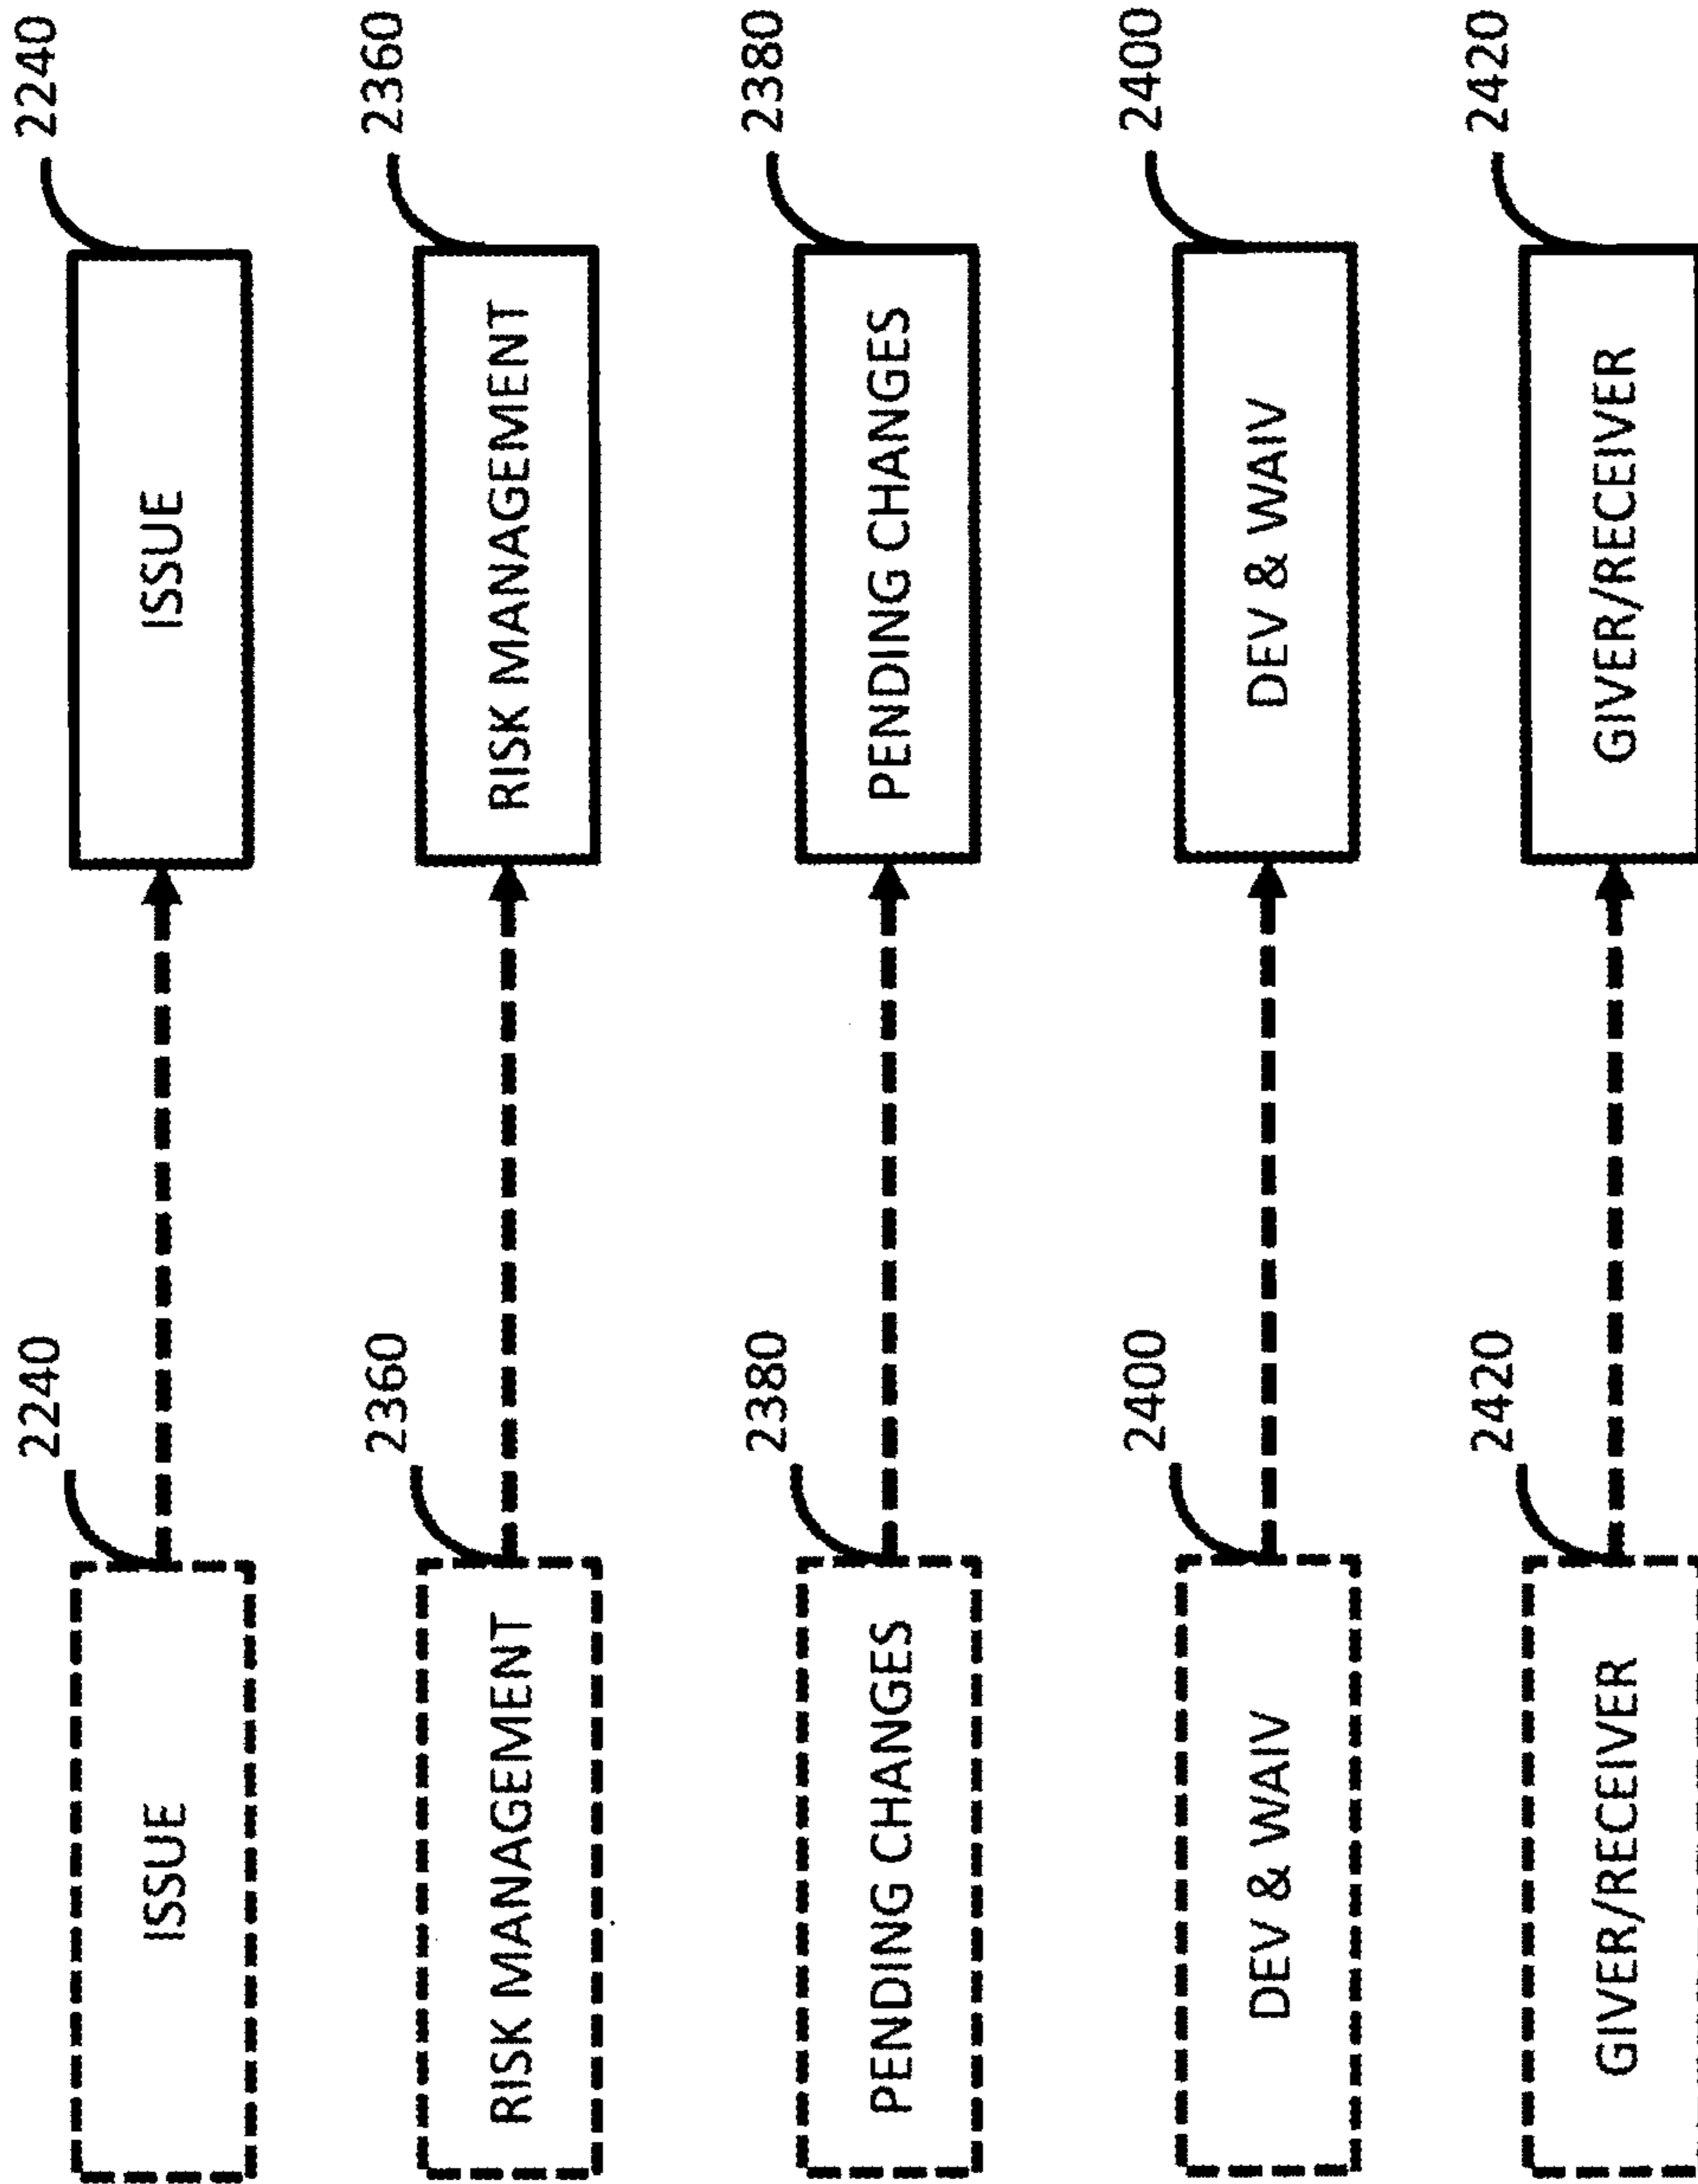 2240
2240
ISSUE
ISSUE
2360
2360
RISK MANAGEMENT
RISK MANAGEMENT
2380
2380
PENDING CHANGES
PENDING CHANGES
2400
2400
DEV & WAIV
DEV & WAIV
2420
2420
GIVER/RECEIVER
GIVER/RECEIVER